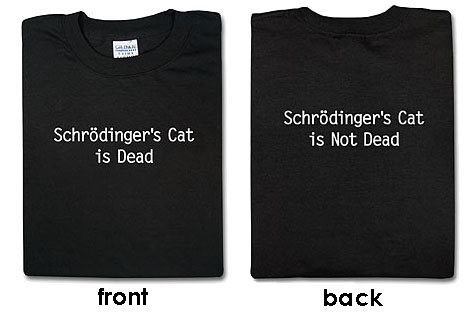 Schrödinger's Cat
is Dead
front
Schrödinger's Cat
is Not Dead
back